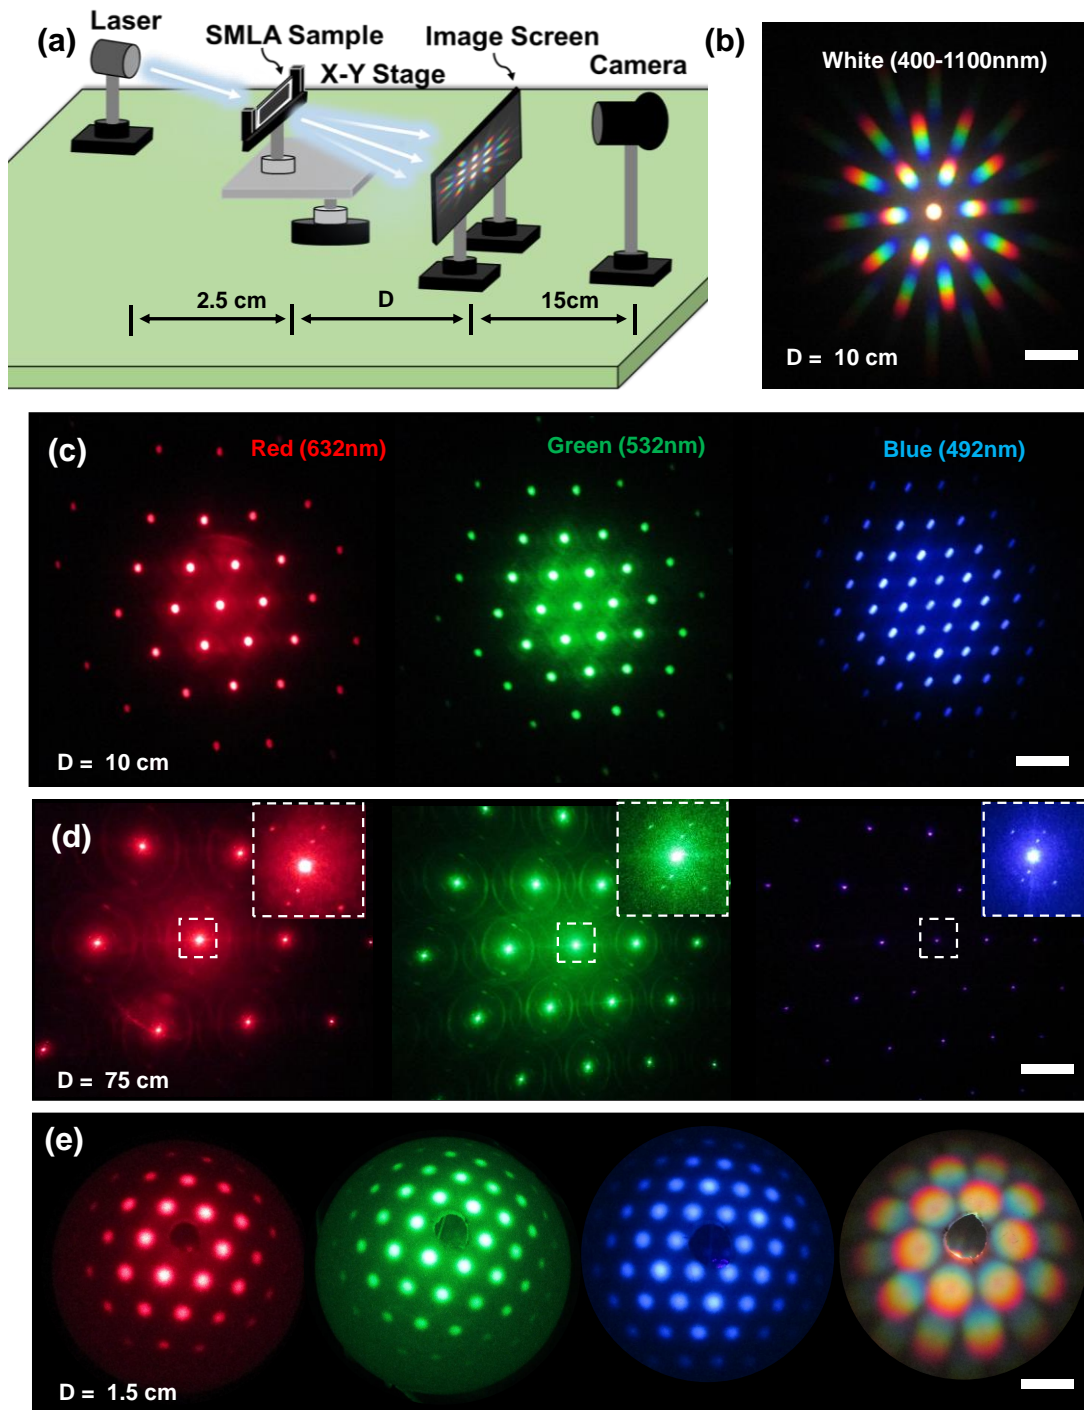 (a)
Laser
SMLA Sample
X-Y Stage
Image Screen
Camera
2.5 cm
D
15cm
(b)
White (400-1100nnm)
D = 10 cm
(c)
Red (632nm)
Green (532nm)
Blue (492nm)
D = 10 cm
(d)
D = 75 cm
(e)
D = 1.5 cm